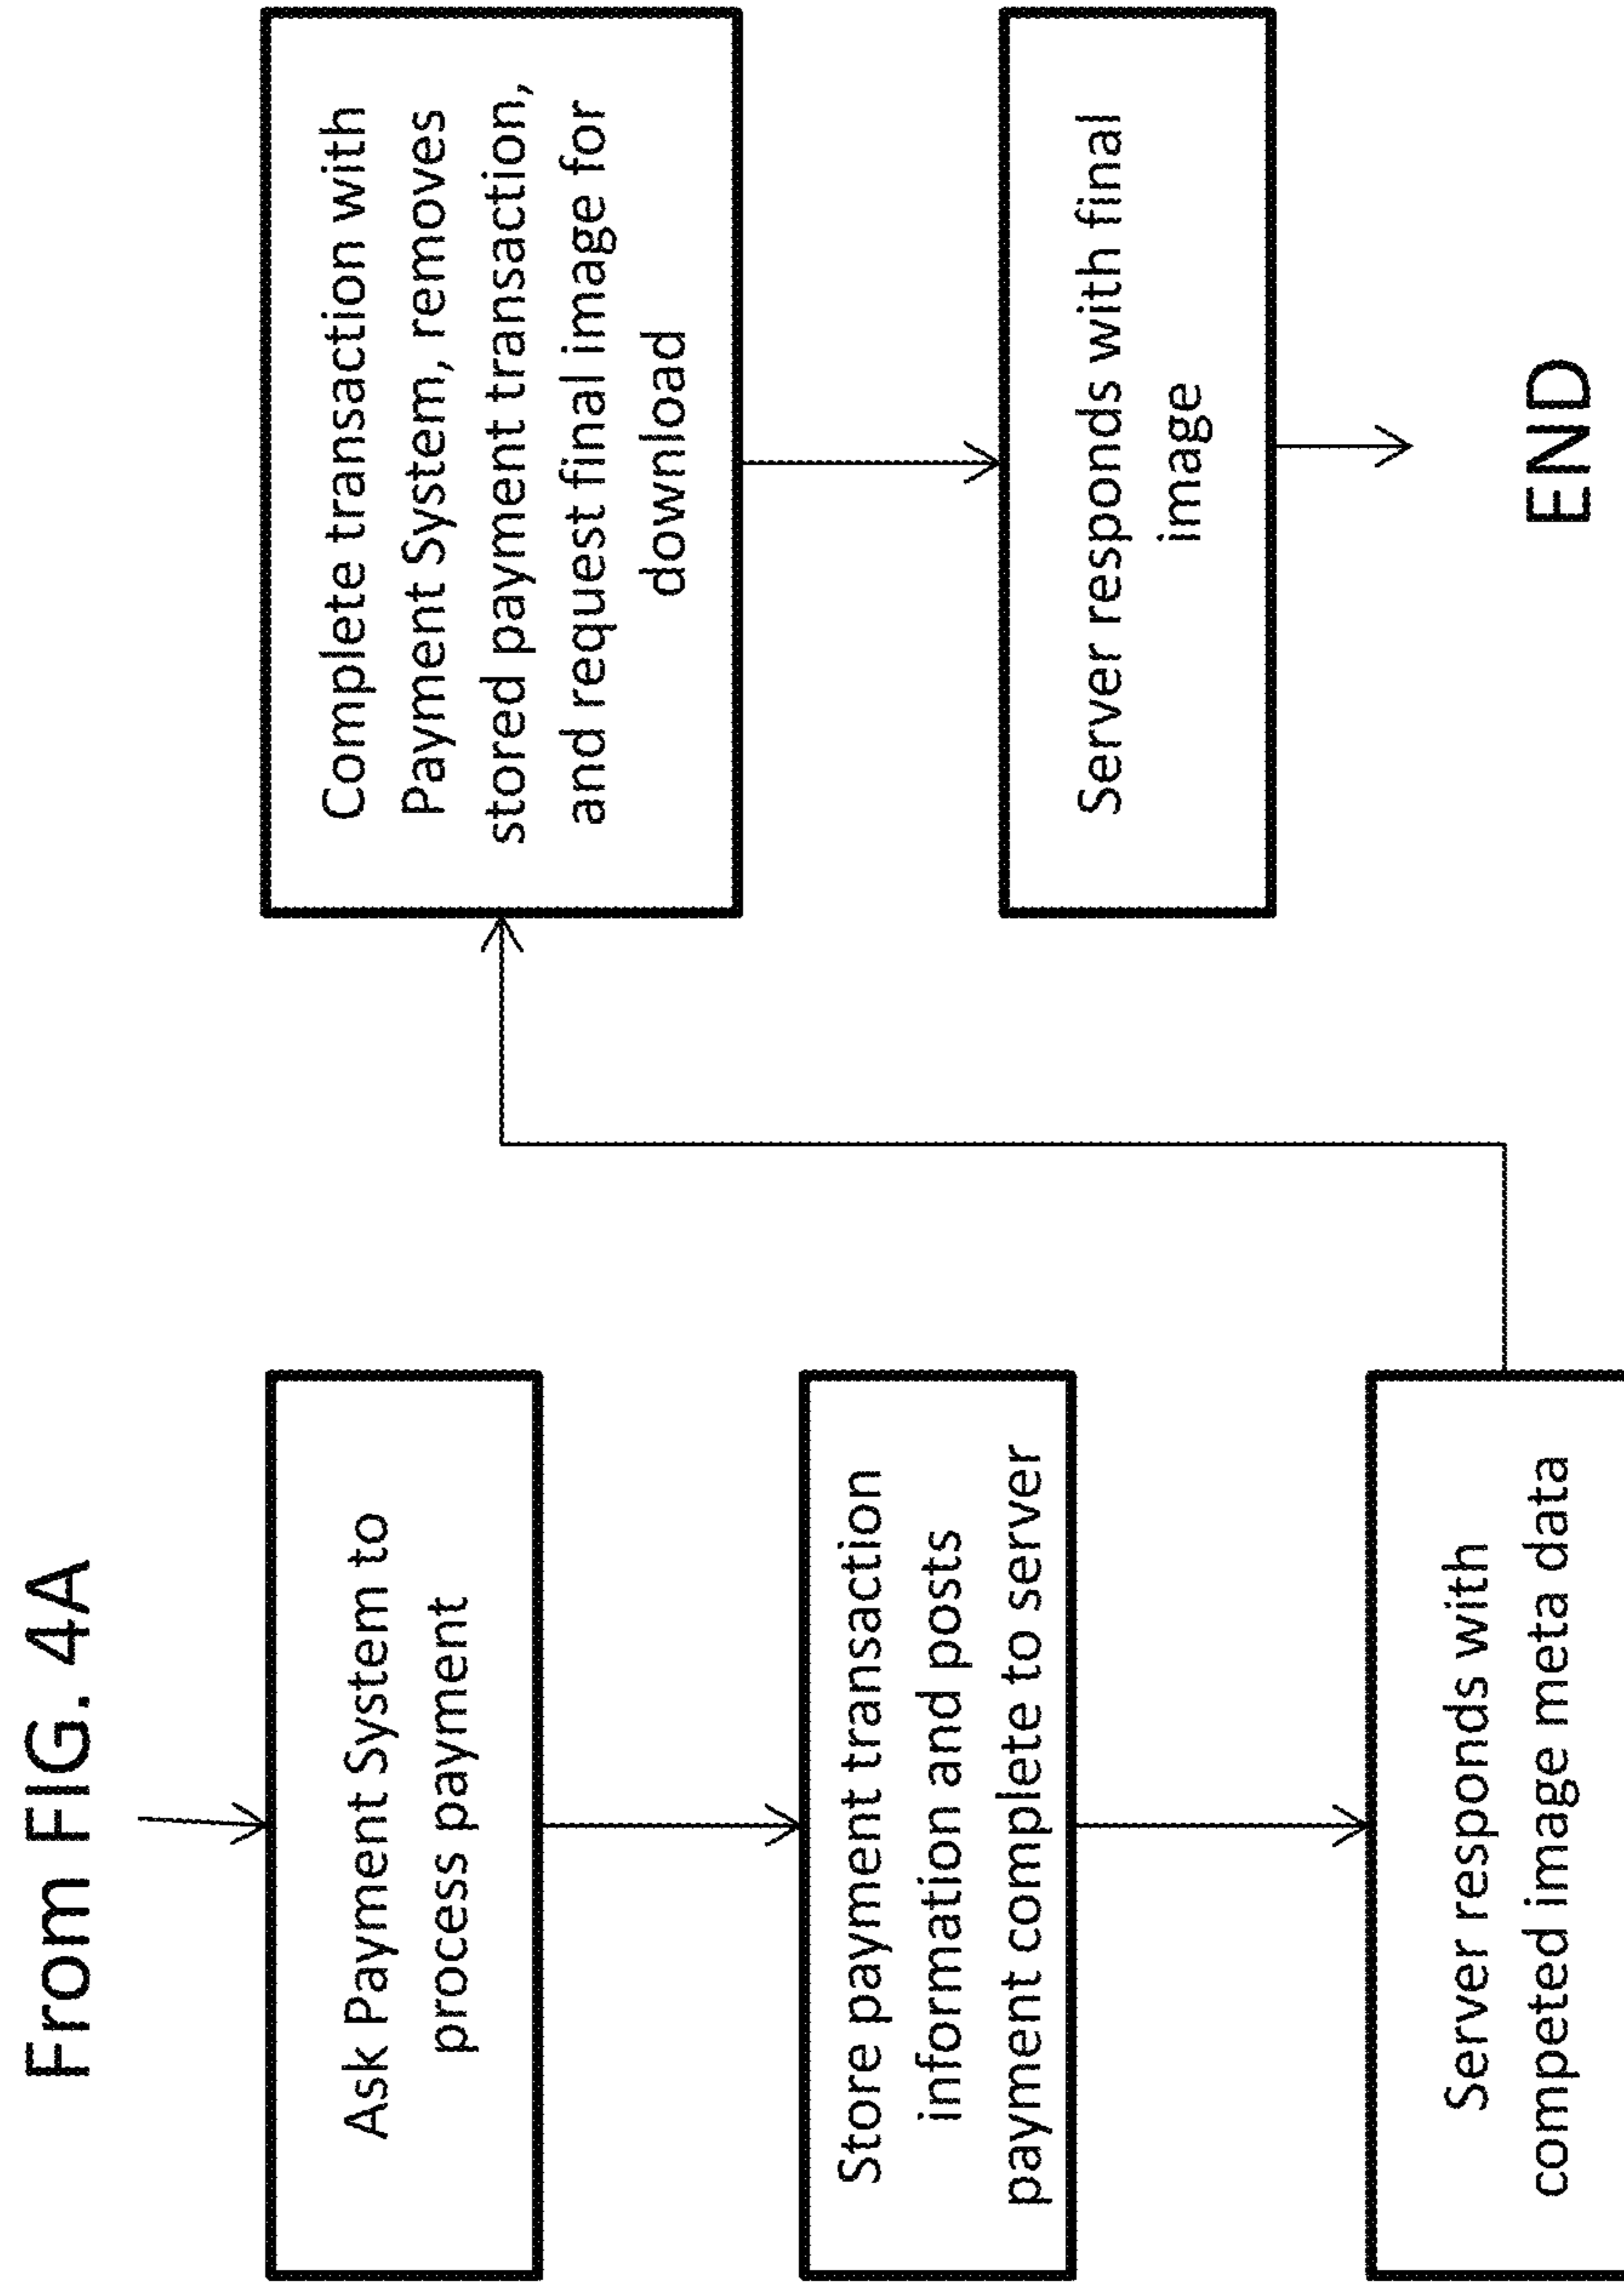 From FIG. 4A
Ask Payment System to
process payment
Store payment transaction
information and posts
payment complete to server
Server responds with
competed image meta data
Complete transaction with
Payment System, removes
stored payment transaction,
and request final image for
download
Server responds with final
image
END